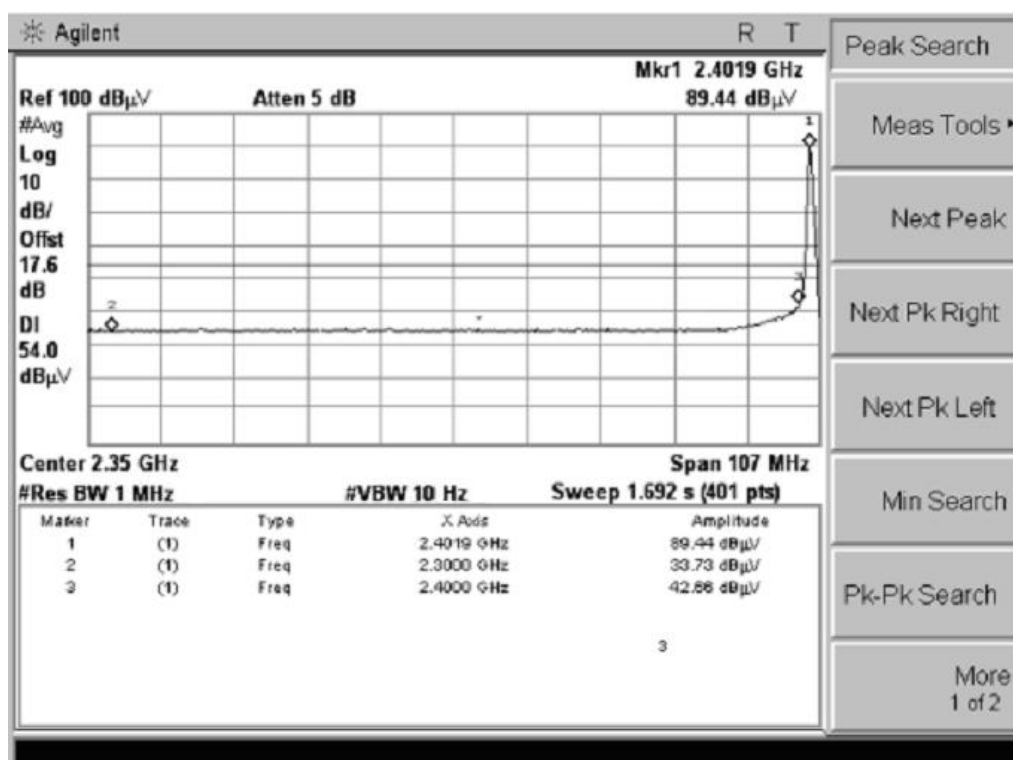 Agilent
R T
Peak Search
Mkr1 2.4019 GHz
Ref 100 dBµV Atten 5 dB 89.44 dBµV
#Avg
Log
10
dB/
Offst
17.6
dB
DI
54.0
dBµV
1
2
3
Center 2.35 GHz Span 107 MHz
#Res BW 1 MHz #VBW 10 Hz Sweep 1.692 s (401 pts)
Marker Trace Type X Axis Amplitude
1 (1) Freq 2.4019 GHz 89.44 dBµV
2 (1) Freq 2.3000 GHz 33.73 dBµV
3 (1) Freq 2.4000 GHz 42.66 dBµV
3
Meas Tools
Next Peak
Next Pk Right
Next Pk Left
Min Search
Pk-Pk Search
More
1 of 2